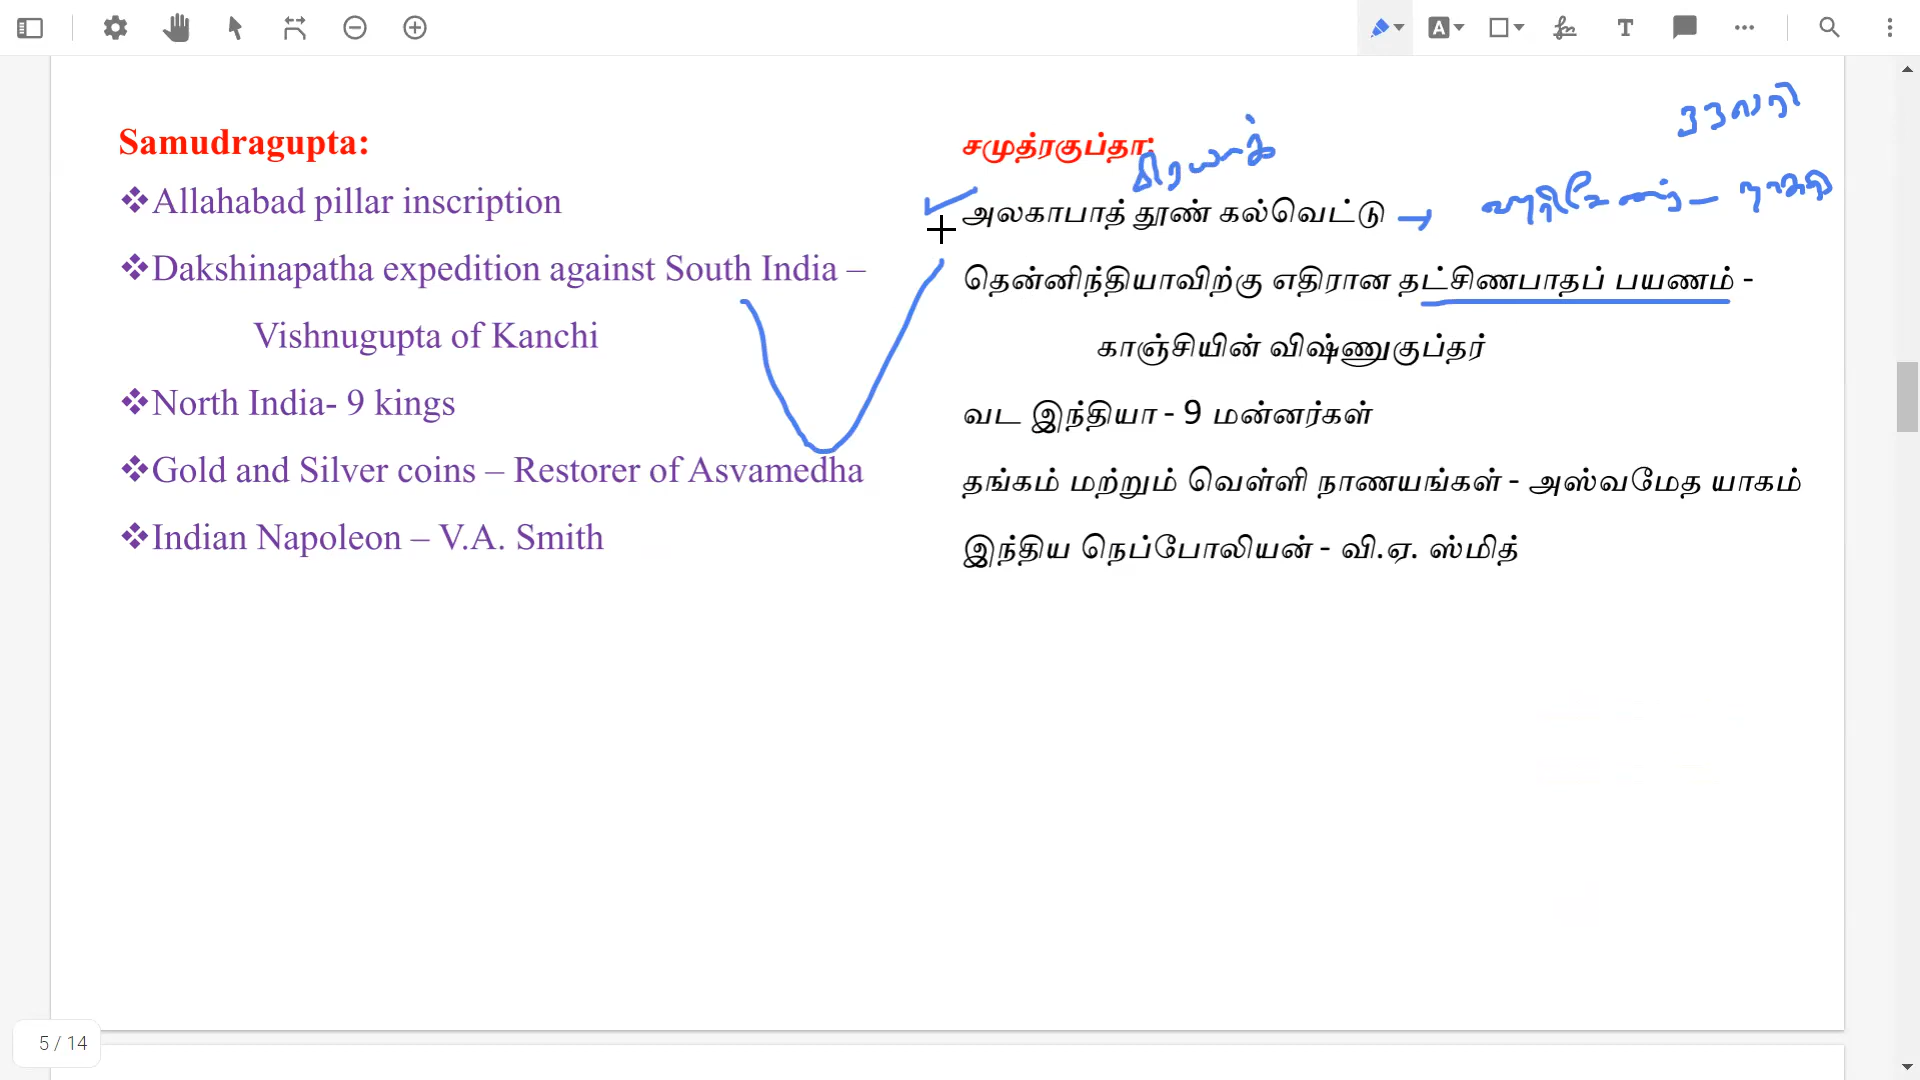 Samudragupta:
❖Allahabad pillar inscription
❖Dakshinapatha expedition against South India –
Vishnugupta of Kanchi
❖North India- 9 kings
❖Gold and Silver coins – Restorer of Asvamedha
❖Indian Napoleon – V.A. Smith
சமுத்ரகுப்தா:
அலகாபாத் தூண் கல்வெட்டு →
தென்னிந்தியாவிற்கு எதிரான தட்சிணபாதப் பயணம் -
காஞ்சியின் விஷ்ணுகுப்தர்
வட இந்தியா - 9 மன்னர்கள்
தங்கம் மற்றும் வெள்ளி நாணயங்கள் - அஸ்வமேத யாகம்
இந்திய நெப்போலியன் - வி.ஏ. ஸ்மித்
5 / 14